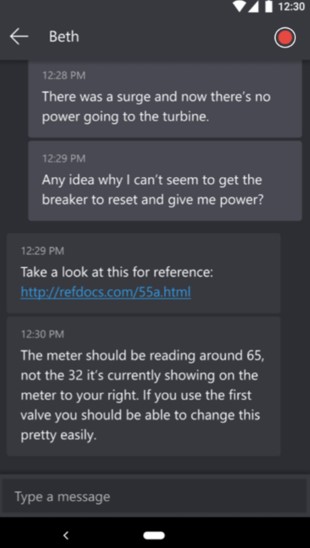 12:30
Beth
12:28 PM
There was a surge and now there's no
power going to the turbine.
12:29 PM
Any idea why I can't seem to get the
breaker to reset and give me power?
12:29 PM
Take a look at this for reference:
http://refdocs.com/55a.html
12:30 PM
The meter should be reading around 65,
not the 32 it's currently showing on the
meter to your right. If you use the first
valve you should be able to change this
pretty easily.
Type a message